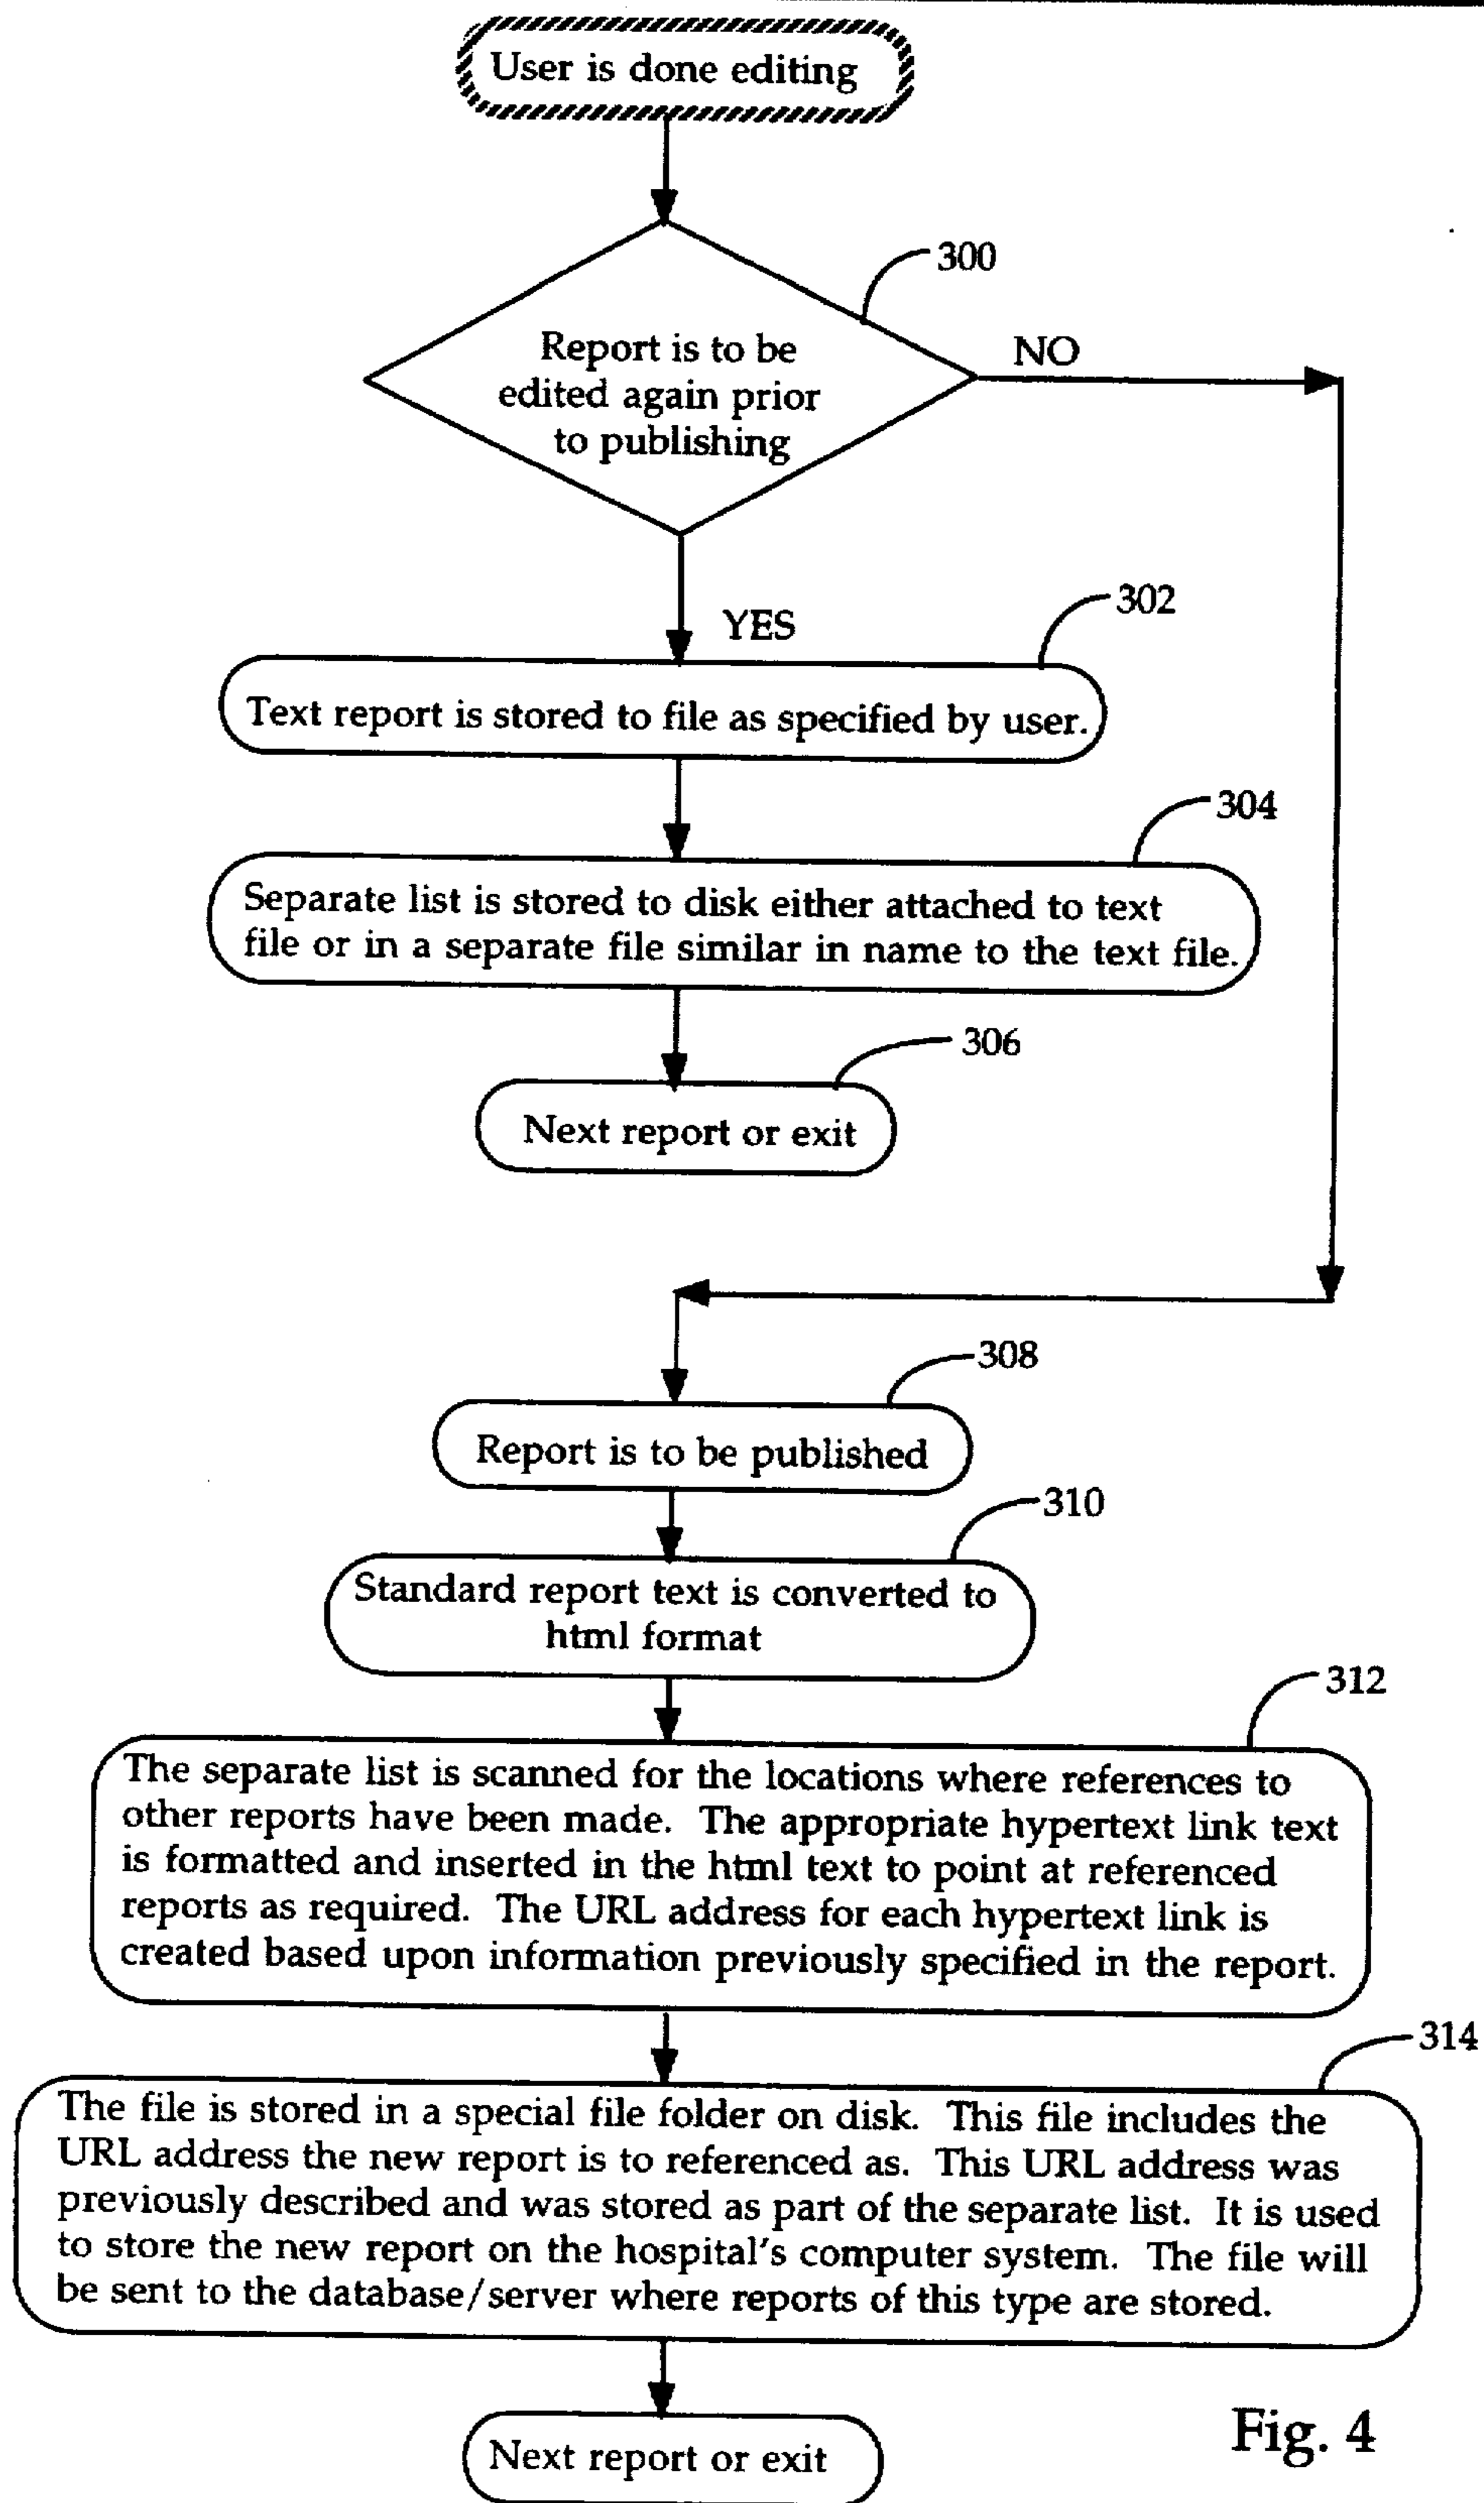 User is done editing
300
Report is to be
edited again prior
to publishing
NO
YES
302
Text report is stored to file as specified by user.
304
Separate list is stored to disk either attached to text
file or in a separate file similar in name to the text file.
306
Next report or exit
308
Report is to be published
310
Standard report text is converted to
html format
312
The separate list is scanned for the locations where references to
other reports have been made. The appropriate hypertext link text
is formatted and inserted in the html text to point at referenced
reports as required. The URL address for each hypertext link is
created based upon information previously specified in the report.
314
The file is stored in a special file folder on disk. This file includes the
URL address the new report is to referenced as. This URL address was
previously described and was stored as part of the separate list. It is used
to store the new report on the hospital's computer system. The file will
be sent to the database/server where reports of this type are stored.
Next report or exit
Fig. 4